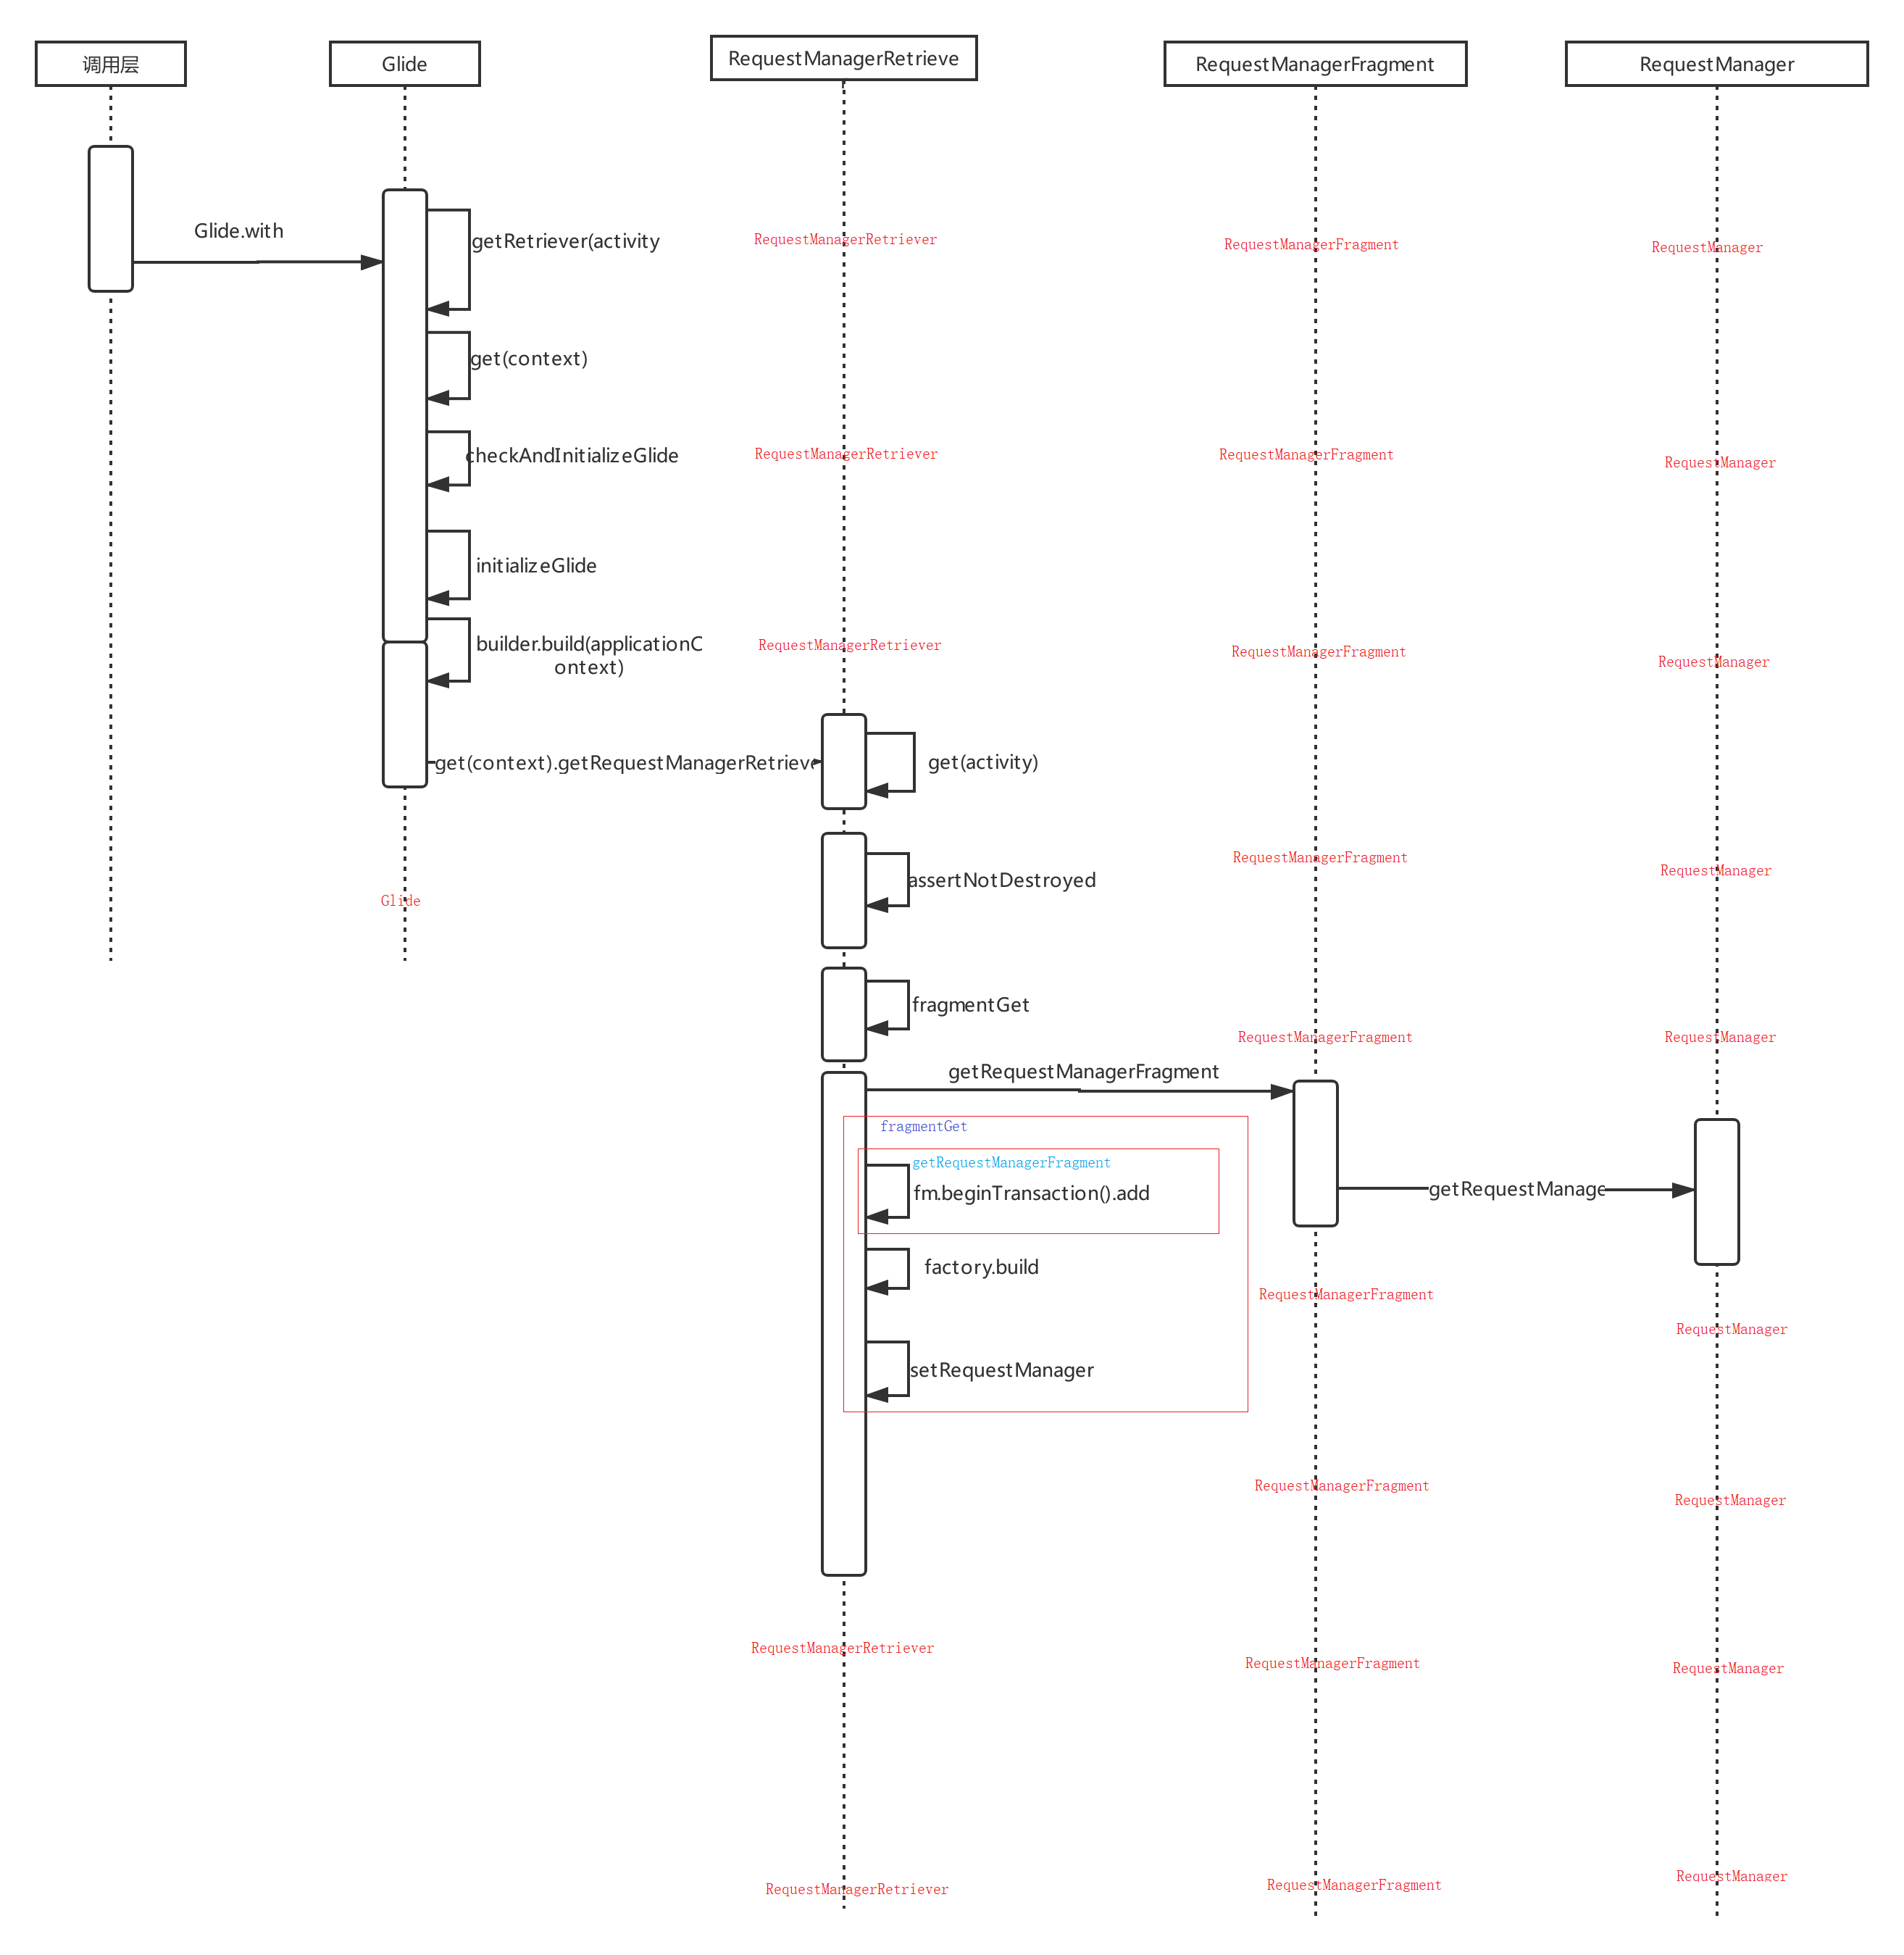 调用层
Glide
RequestManagerRetrieve
RequestManagerFragment
RequestManager
Glide.with
getRetriever(activity
RequestManagerRetriever
RequestManagerFragment
RequestManager
get(context)
checkAndInitializeGlide
RequestManagerRetriever
RequestManagerFragment
RequestManager
initializeGlide
builder.build(applicationC
ontext)
RequestManagerRetriever
RequestManagerFragment
RequestManager
get(context).getRequestManagerRetrieve
get(activity)
RequestManagerFragment
RequestManager
assertNotDestroyed
Glide
fragmentGet
RequestManagerFragment
RequestManager
getRequestManagerFragment
fragmentGet
getRequestManagerFragment
fm.beginTransaction().add
getRequestManage
factory.build
RequestManagerFragment
RequestManager
setRequestManager
RequestManagerFragment
RequestManager
RequestManagerRetriever
RequestManagerFragment
RequestManager
RequestManagerRetriever
RequestManagerFragment
RequestManager